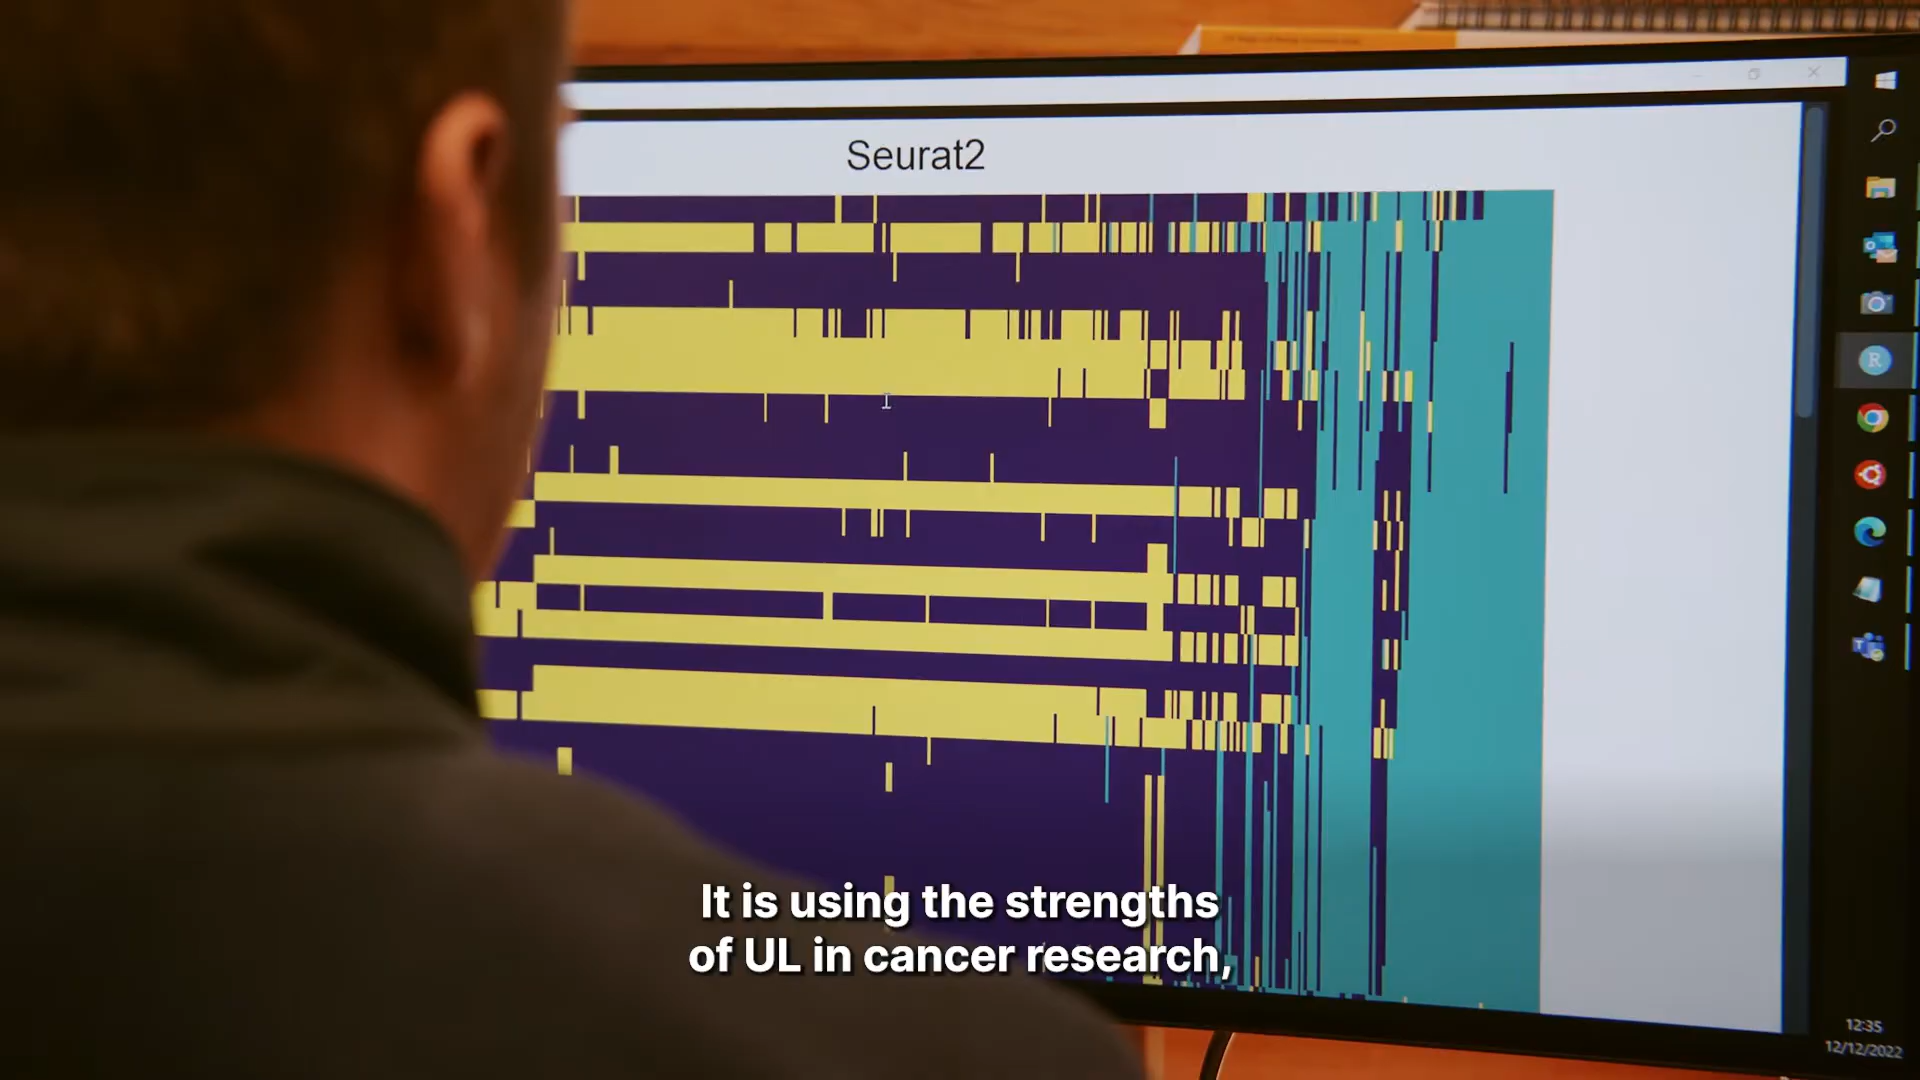 Seurat2
R
It is using the strengths
of UL in cancer research,
12:35
12/12/2022